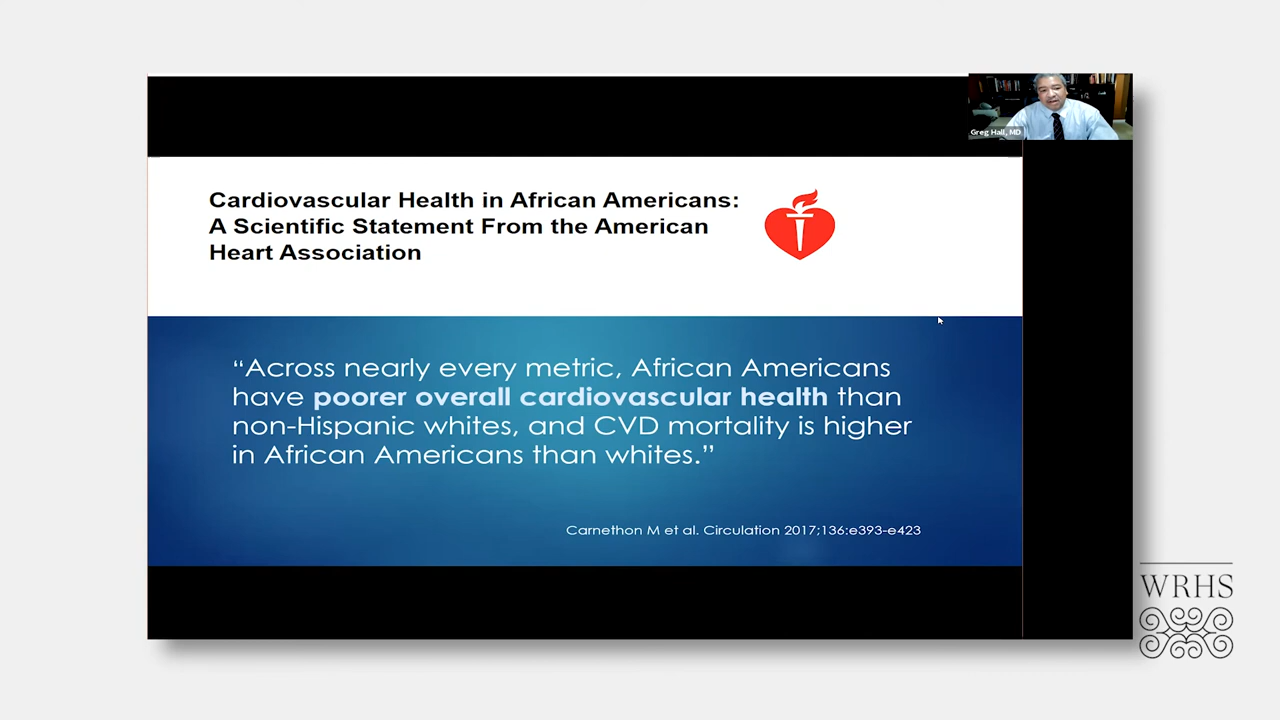 Greg Hall, MD
Cardiovascular Health in African Americans:
A Scientific Statement From the American
Heart Association
“Across nearly every metric, African Americans
have poorer overall cardiovascular health than
non-Hispanic whites, and CVD mortality is higher
in African Americans than whites.”
Carnethon M et al. Circulation 2017;136:e393-e423
WRHS